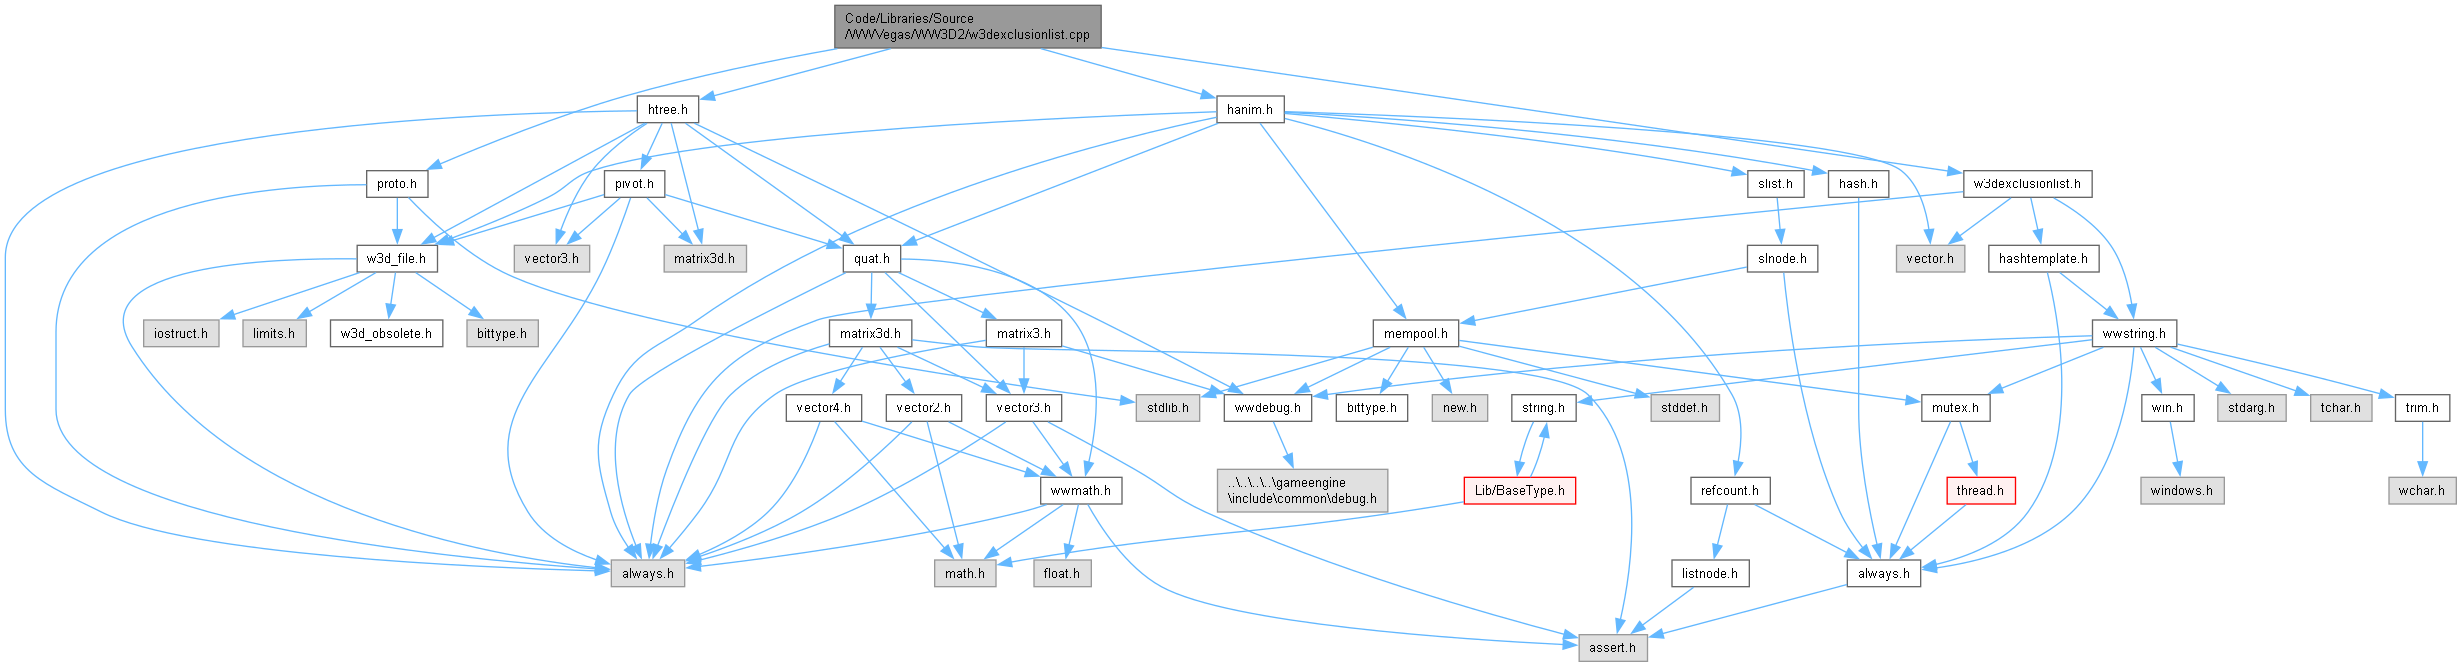 Code/Libraries/Source
/WWVegas/WW3D2/w3dexclusionlist.cpp
htree.h
hanim.h
proto.h
pivot.h
slist.h
hash.h
w3dexclusionlist.h
w3d_file.h
vector3.h
matrix3d.h
quat.h
slnode.h
vector.h
hashtemplate.h
iostruct.h
limits.h
w3d_obsolete.h
bittype.h
matrix3d.h
matrix3.h
mempool.h
wwstring.h
vector4.h
vector2.h
vector3.h
stdlib.h
wwdebug.h
bittype.h
new.h
string.h
stddef.h
mutex.h
win.h
stdarg.h
tchar.h
trim.h
wwmath.h
..\..\..\..\gameengine
\include\common\debug.h
Lib/BaseType.h
refcount.h
thread.h
windows.h
wchar.h
always.h
math.h
float.h
listnode.h
always.h
assert.h